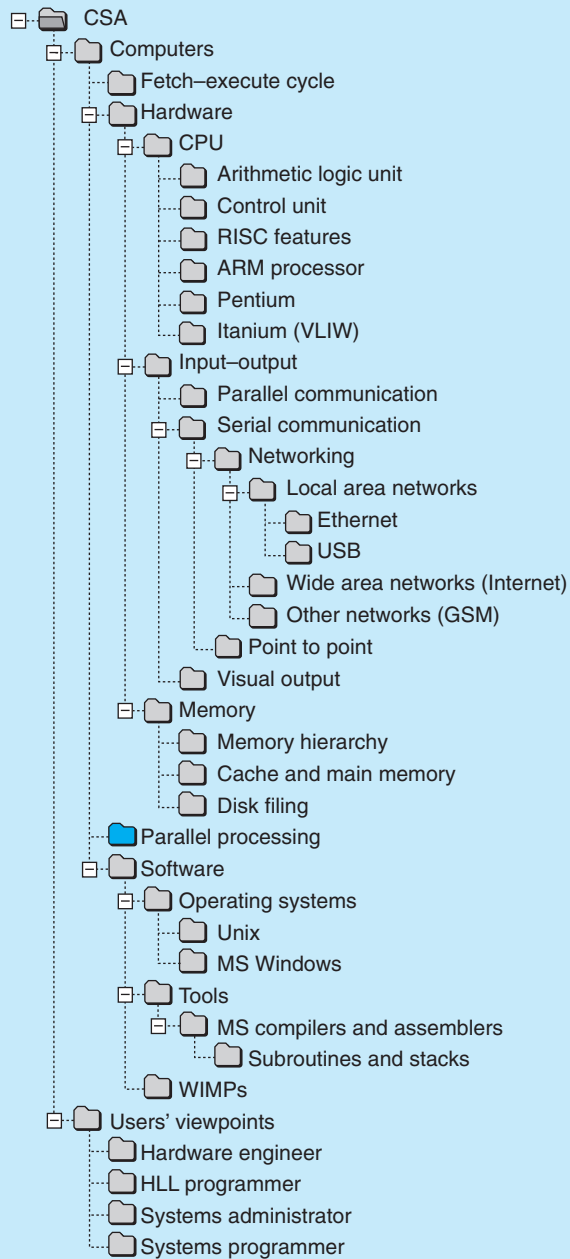 CSA
Computers
Fetch–execute cycle
Hardware
CPU
Arithmetic logic unit
Control unit
RISC features
ARM processor
Pentium
Itanium (VLIW)
Input–output
Parallel communication
Serial communication
Networking
Local area networks
Ethernet
USB
Wide area networks (Internet)
Other networks (GSM)
Point to point
Visual output
Memory
Memory hierarchy
Cache and main memory
Disk filing
Parallel processing
Software
Operating systems
Unix
MS Windows
Tools
MS compilers and assemblers
Subroutines and stacks
WIMPs
Users’ viewpoints
Hardware engineer
HLL programmer
Systems administrator
Systems programmer